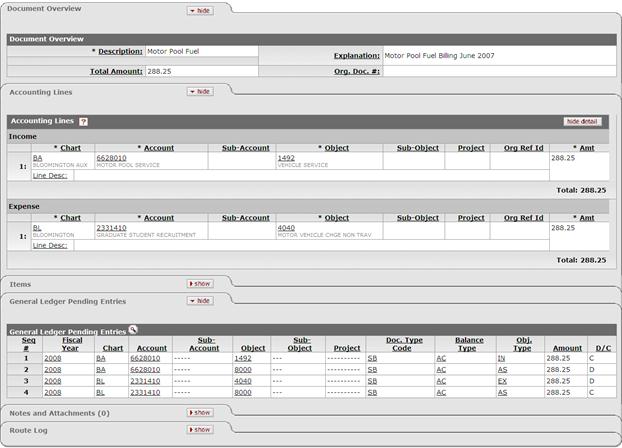 Document Overview hide
Document Overview
* Description: Motor Pool Fuel Explanation: Motor Pool Fuel Billing June 2007
Total Amount: 288.25 Org. Doc. #:
Accounting Lines hide
Accounting Lines ? hide detail
Income
* Chart * Account Sub-Account * Object Sub-Object Project Org Ref Id * Amt
1: BA 6628010 1492 288.25
BLOOMINGTON AUX MOTOR POOL SERVICE VEHICLE SERVICE
Line Desc:
Total: 288.25
Expense
* Chart * Account Sub-Account * Object Sub-Object Project Org Ref Id * Amt
1: BL 2331410 4040 288.25
BLOOMINGTON GRADUATE STUDENT RECRUITMENT MOTOR VEHICLE CHGE NON TRAV.
Line Desc:
Total: 288.25
Items show
General Ledger Pending Entries hide
General Ledger Pending Entries
Seq # Fiscal Year Chart Account Sub-Account Object Sub-Object Project Doc. Type Code Balance Type Obj. Type Amount D/C
1 2008 BA 6628010 ----- 1492 --- ---------- SB AC IN 288.25 C
2 2008 BA 6628010 ----- 8000 --- ---------- SB AC AS 288.25 D
3 2008 BL 2331410 ----- 4040 --- ---------- SB AC EX 288.25 D
4 2008 BL 2331410 ----- 8000 --- ---------- SB AC AS 288.25 C
Notes and Attachments (0) show
Route Log show